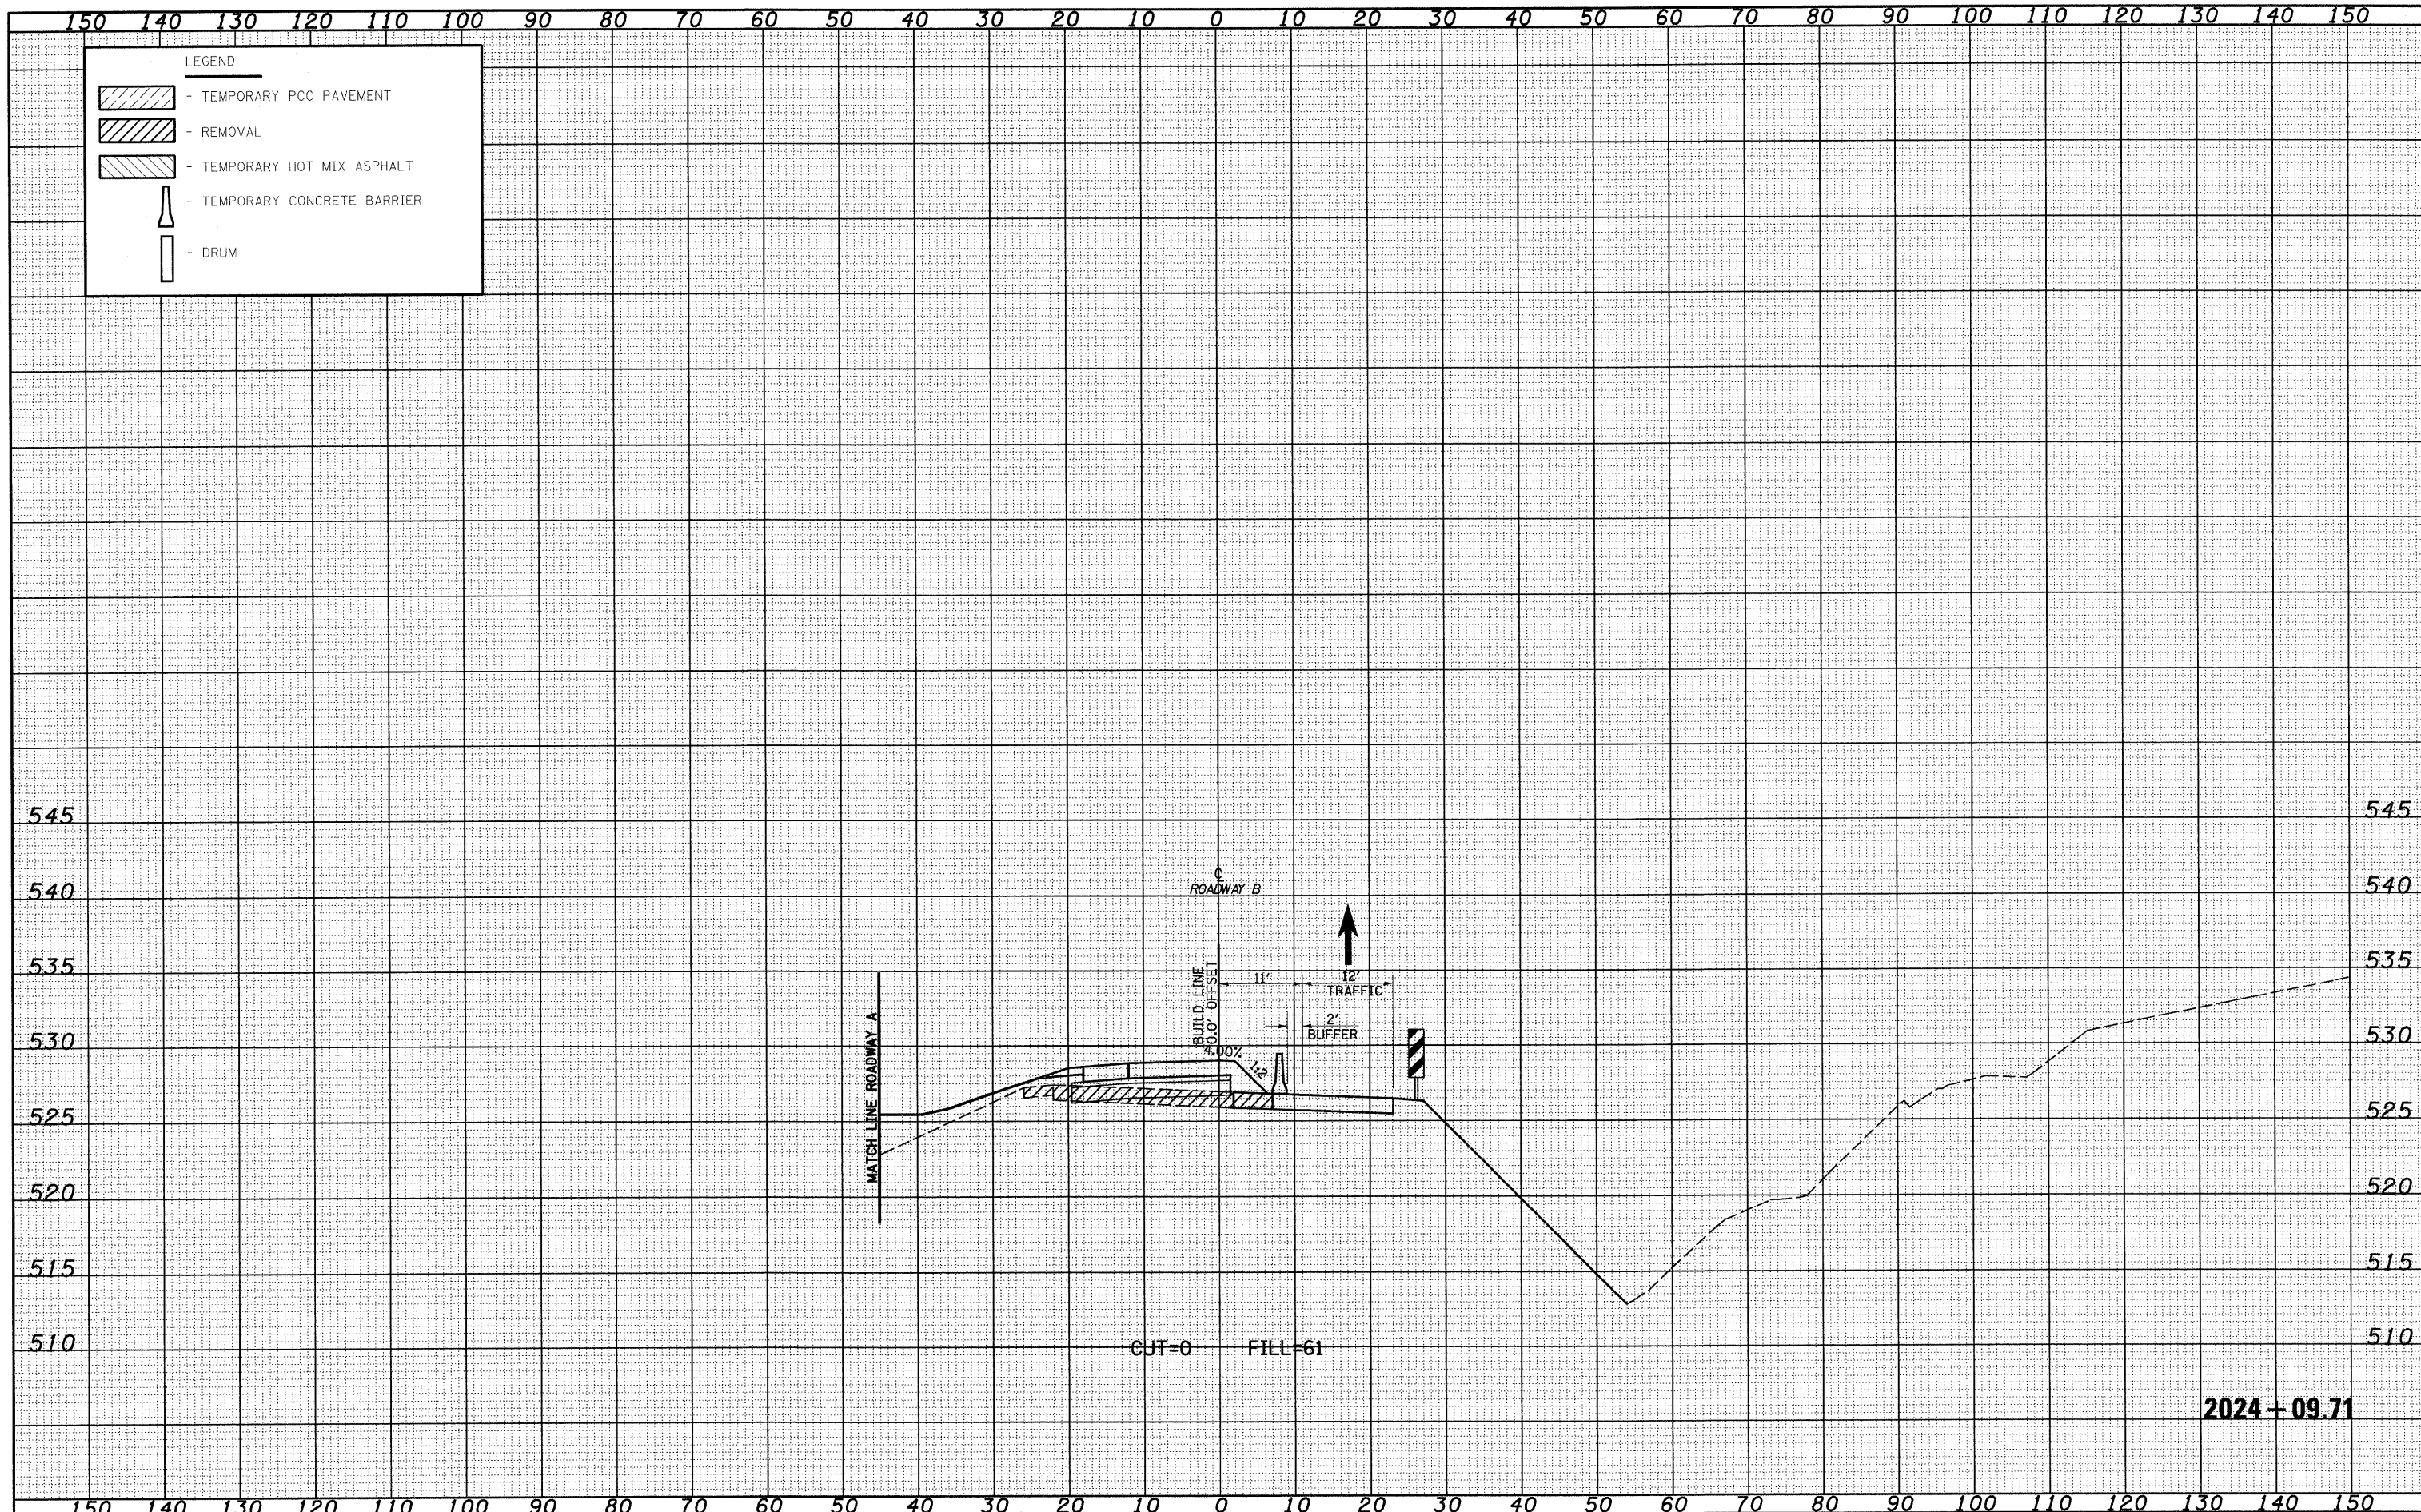 150 140 130 120 110 100 90 80 70 60 50 40 30 20 10 0 10 20 30 40 50 60 70 80 90 100 110 120 130 140 150
LEGEND
- TEMPORARY PCC PAVEMENT
- REMOVAL
- TEMPORARY HOT-MIX ASPHALT
- TEMPORARY CONCRETE BARRIER
- DRUM
545 545
℄
ROADWAY B
540 540
535 535
BUILD LINE
0.0' OFFSET
11' 12'
TRAFFIC
2'
BUFFER
530 530
4.00%
1:2
MATCH LINE ROADWAY A
525 525
520 520
515 515
510 510
CUT=0 FILL=61
2024+09.71
150 140 130 120 110 100 90 80 70 60 50 40 30 20 10 0 10 20 30 40 50 60 70 80 90 100 110 120 130 140 150